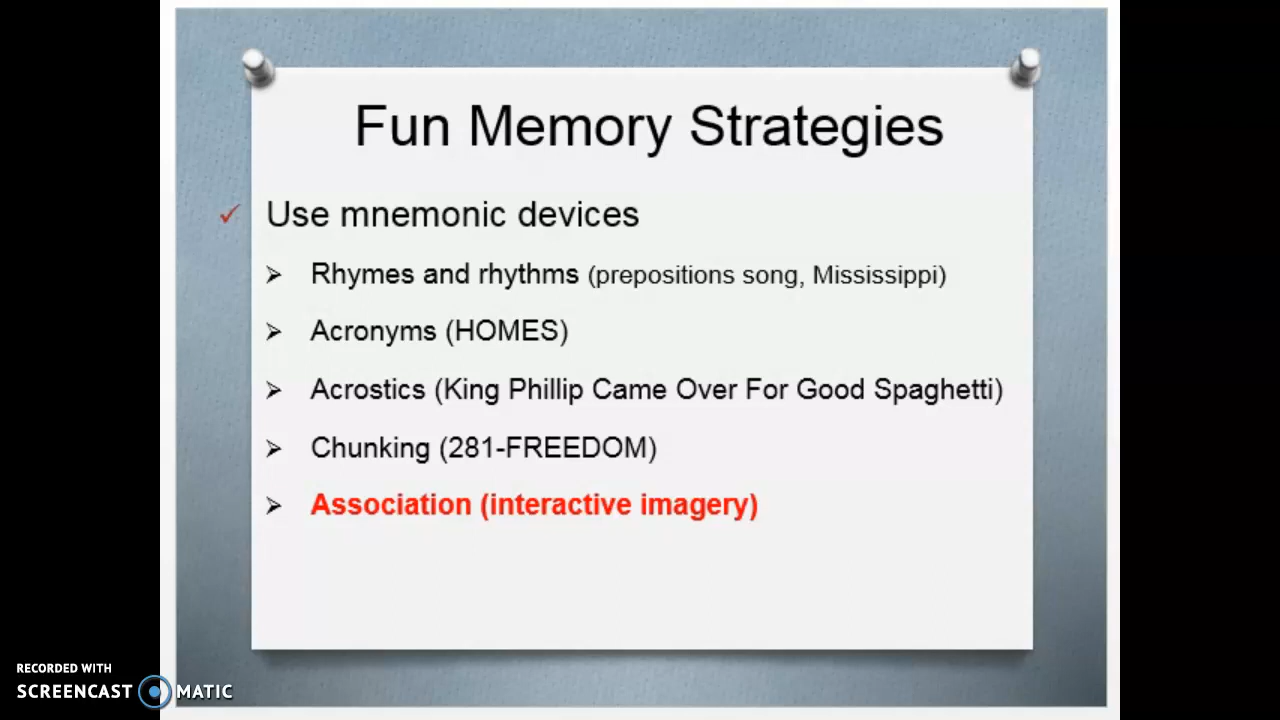 Fun Memory Strategies
✓ Use mnemonic devices
➢ Rhymes and rhythms (prepositions song, Mississippi)
➢ Acronyms (HOMES)
➢ Acrostics (King Phillip Came Over For Good Spaghetti)
➢ Chunking (281-FREEDOM)
➢ Association (interactive imagery)
RECORDED WITH
SCREENCAST MATIC